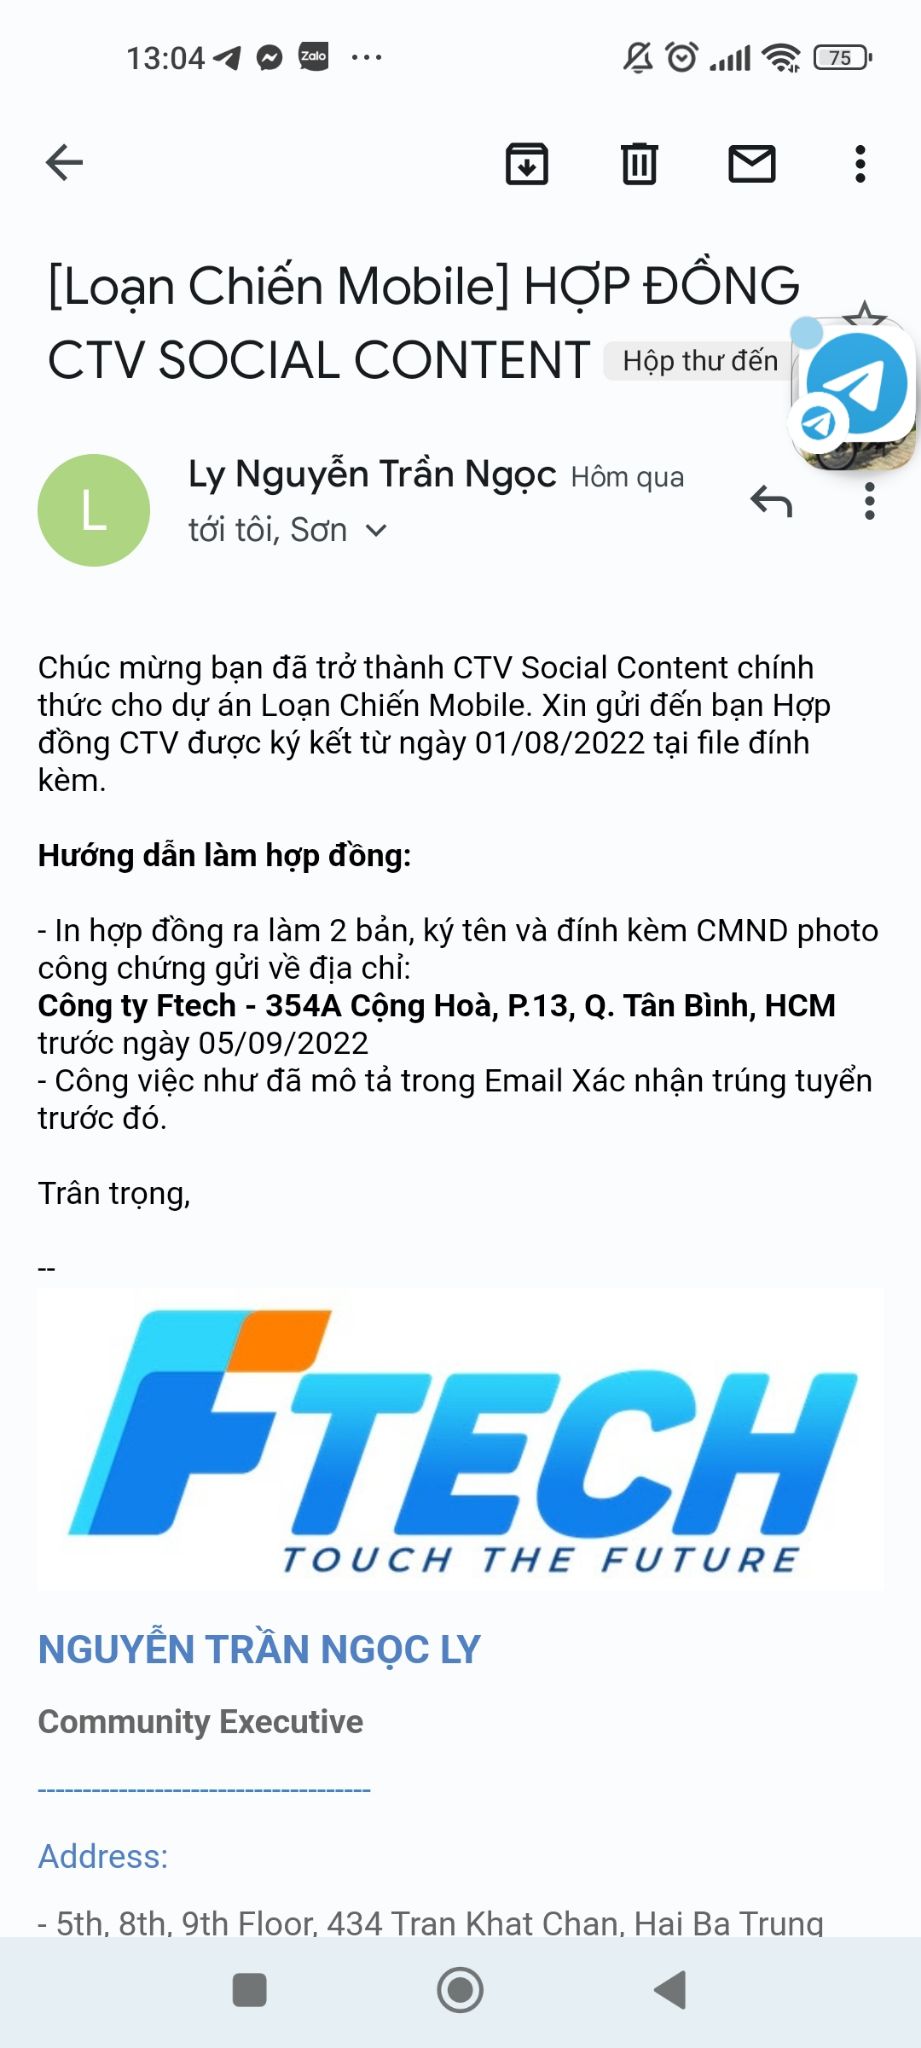 13:04
Zalo
75
[Loạn Chiến Mobile] HỢP ĐỒNG
CTV SOCIAL CONTENT Hộp thư đến
L
Ly Nguyễn Trần Ngọc Hôm qua
tới tôi, Sơn
Chúc mừng bạn đã trở thành CTV Social Content chính
thức cho dự án Loạn Chiến Mobile. Xin gửi đến bạn Hợp
đồng CTV được ký kết từ ngày 01/08/2022 tại file đính
kèm.
Hướng dẫn làm hợp đồng:
- In hợp đồng ra làm 2 bản, ký tên và đính kèm CMND photo
công chứng gửi về địa chỉ:
Công ty Ftech - 354A Cộng Hoà, P.13, Q. Tân Bình, HCM
trước ngày 05/09/2022
- Công việc như đã mô tả trong Email Xác nhận trúng tuyển
trước đó.
Trân trọng,
--
FTECH
TOUCH THE FUTURE
NGUYỄN TRẦN NGỌC LY
Community Executive
-------------------------------------
Address:
- 5th, 8th, 9th Floor, 434 Tran Khat Chan, Hai Ba Trung